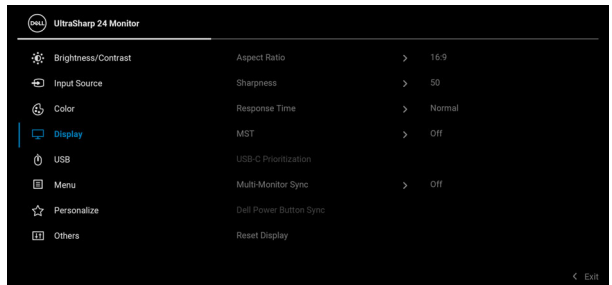 DELL UltraSharp 24 Monitor
Brightness/Contrast Aspect Ratio > 16:9
Input Source Sharpness > 50
Color Response Time > Normal
Display MST > Off
USB USB-C Prioritization
Menu Multi-Monitor Sync > Off
Personalize Dell Power Button Sync
Others Reset Display
< Exit